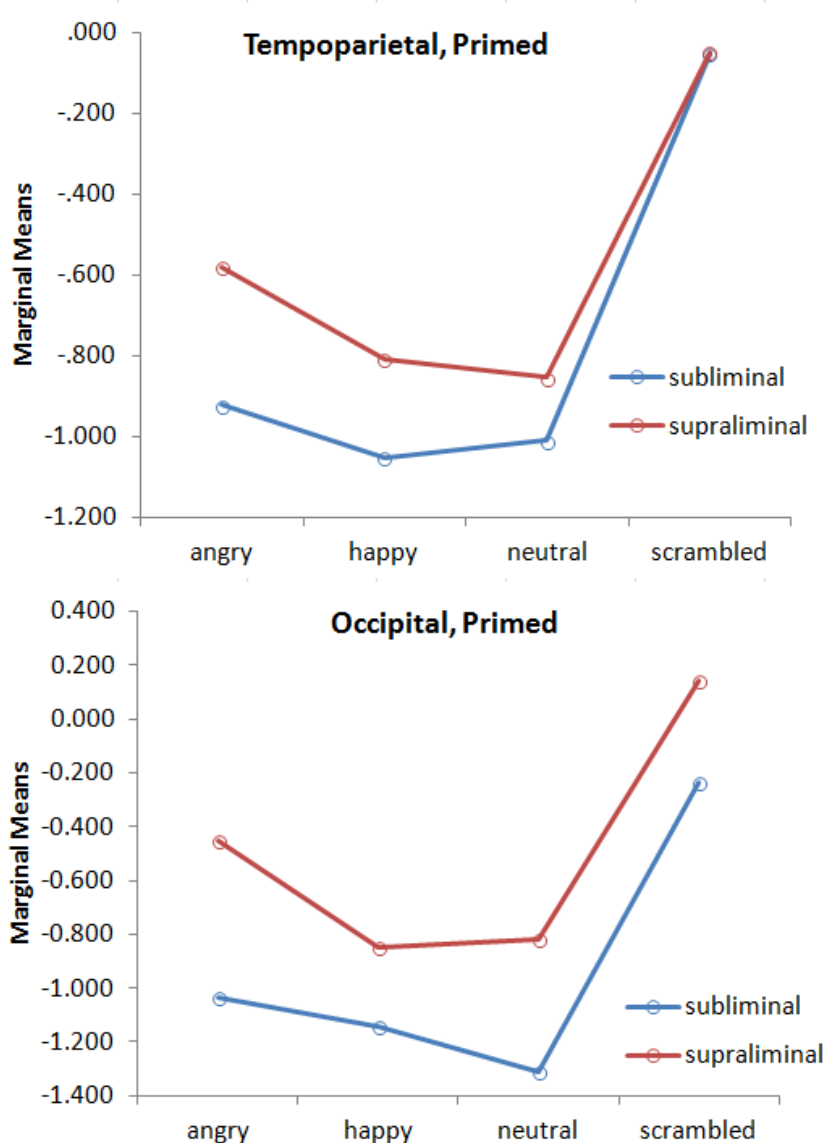 Tempoparietal, Primed
Marginal Means
.000
-.200
-.400
-.600
-.800
-1.000
-1.200
subliminal
supraliminal
angry happy neutral scrambled
Occipital, Primed
Marginal Means
0.400
0.200
0.000
-0.200
-0.400
-0.600
-0.800
-1.000
-1.200
-1.400
subliminal
supraliminal
angry happy neutral scrambled